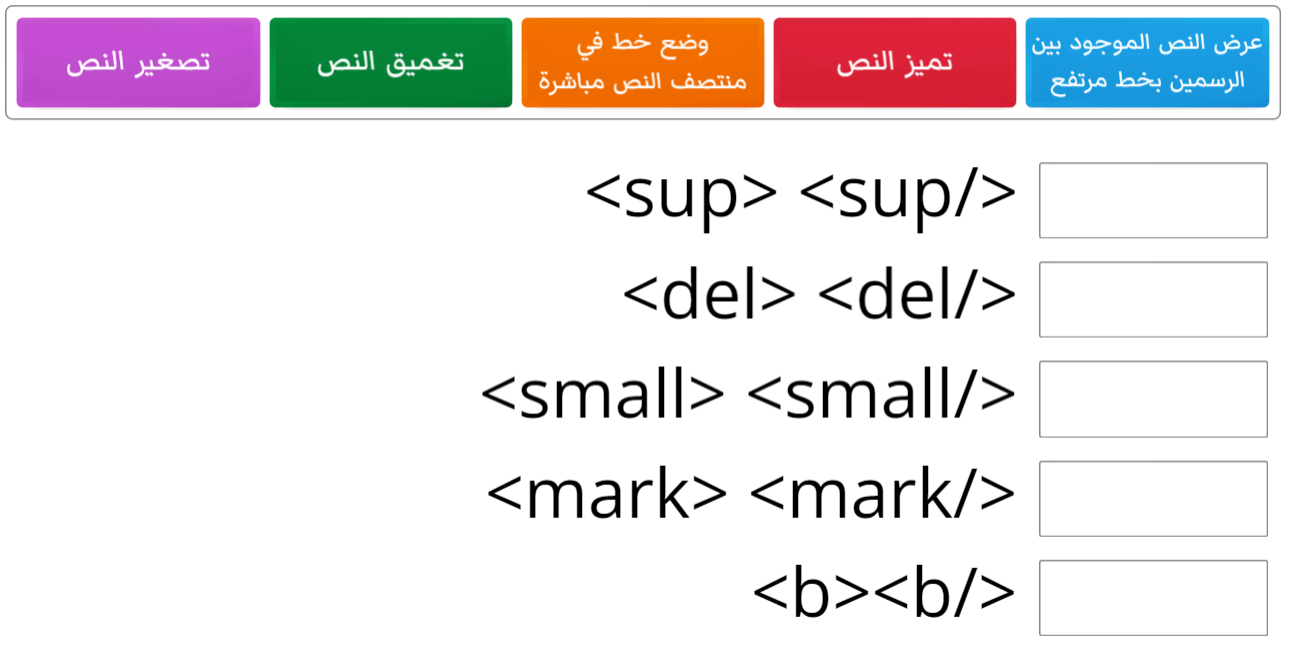 عرض النص الموجود بين
الرسمين بخط مرتفع
تميز النص
وضع خط في
منتصف النص مباشرة
تغميق النص
تصغير النص
<sup> <sup/>
<del> <del/>
<small> <small/>
<mark> <mark/>
<b><b/>